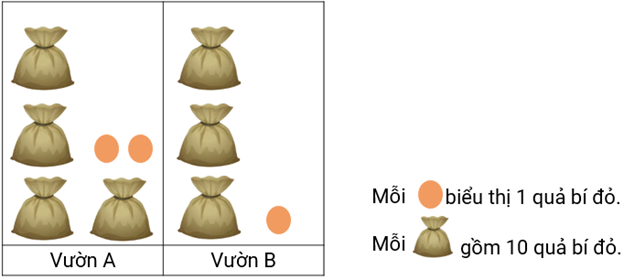 Vườn A
Vườn B
Mỗi biểu thị 1 quả bí đỏ.
Mỗi gồm 10 quả bí đỏ.